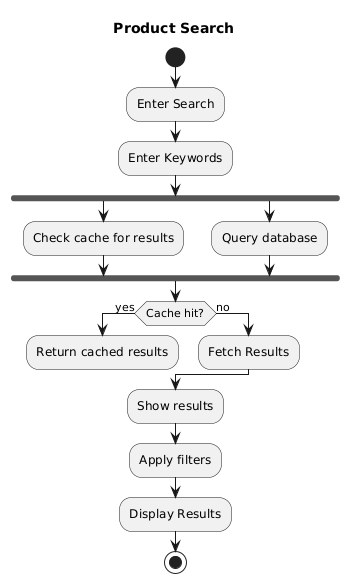 Product Search
Enter Search
Enter Keywords
Check cache for results
Query database
Cache hit?
yes
no
Return cached results
Fetch Results
Show results
Apply filters
Display Results